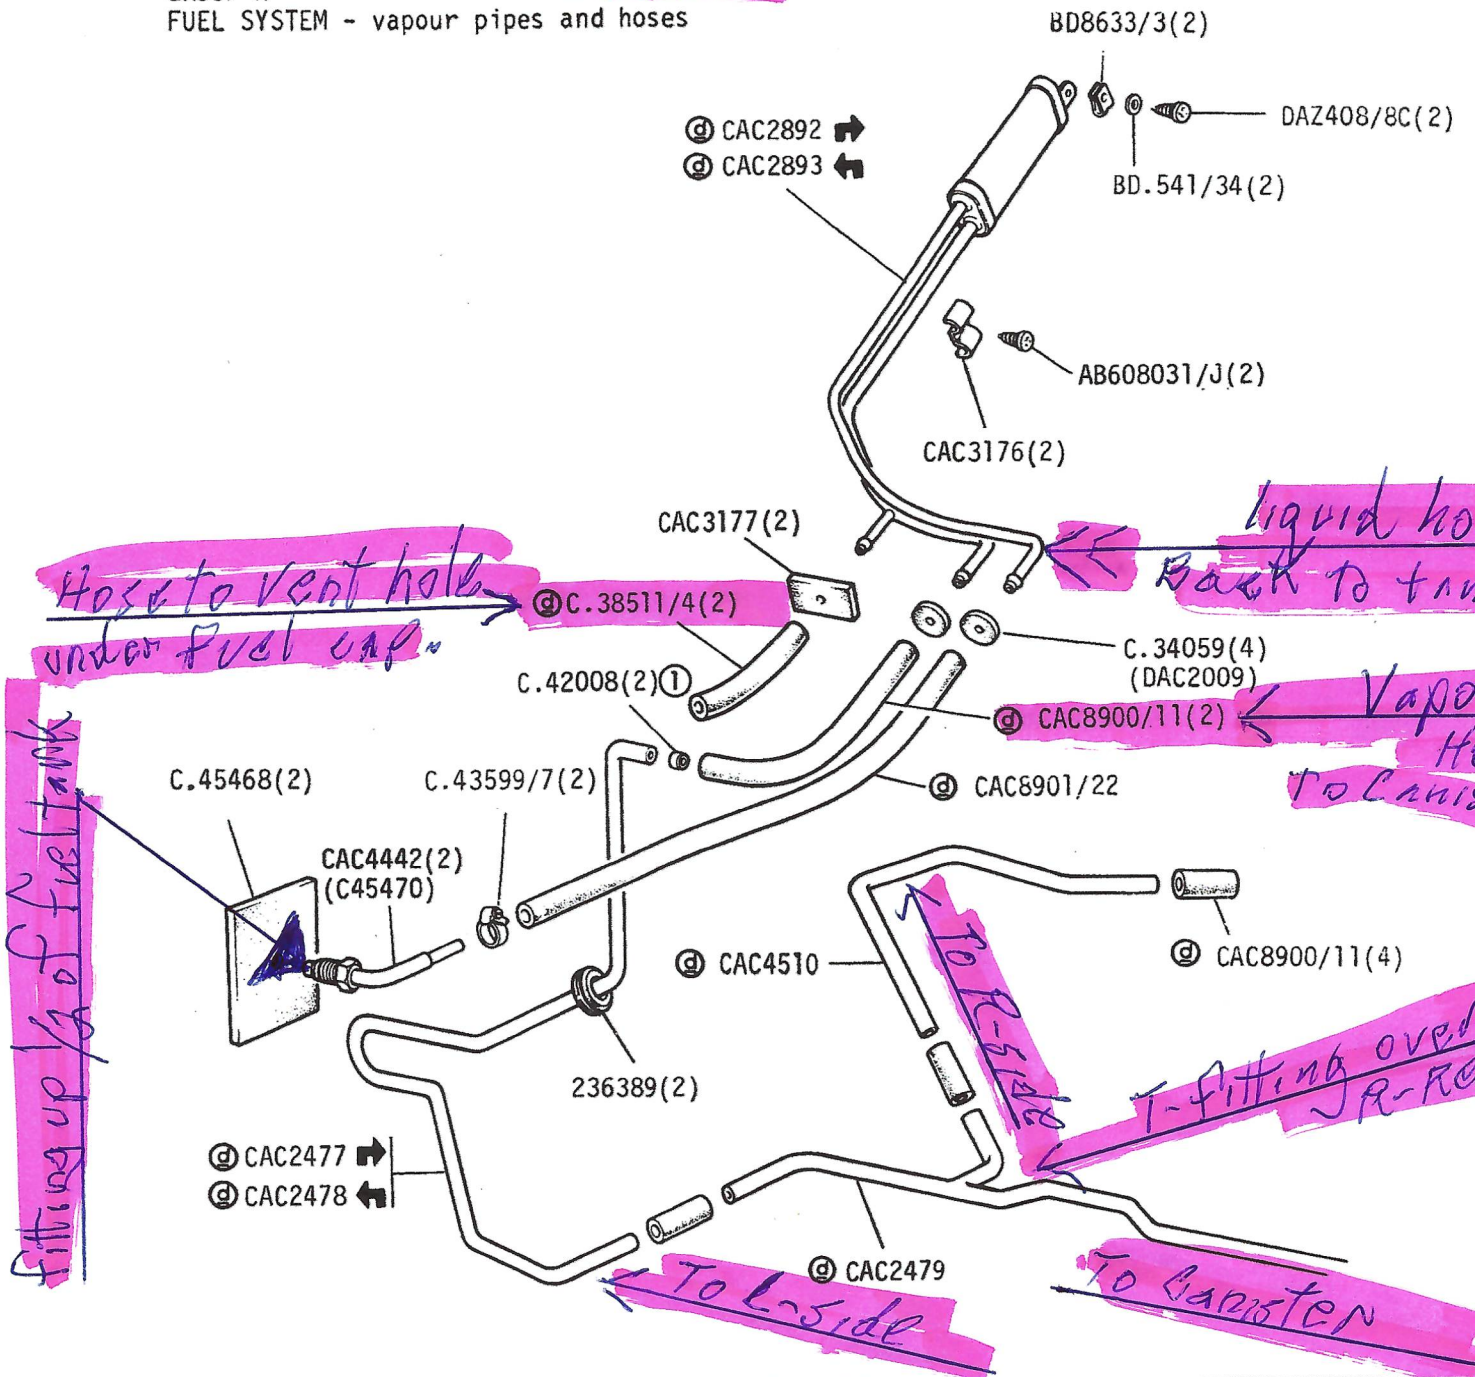 FUEL SYSTEM - vapour pipes and hoses
BD8633/3(2)
DAZ408/8C(2)
ⓓ CAC2892
ⓓ CAC2893
BD.541/34(2)
AB608031/J(2)
CAC3176(2)
liquid ho
Back to
CAC3177(2)
Hose to vent hole
under fuel cap.
ⓓ C.38511/4(2)
C.34059(4)
(DAC2009)
C.42008(2)①
Vapo
ⓓ CAC8900/11(2)
To
C.45468(2)
C.43599/7(2)
ⓓ CAC8901/22
CAC4442(2)
(C45470)
fitting up 1/2 of fuel tank
ⓓ CAC4510
To R-side
ⓓ CAC8900/11(4)
T-fitting over
236389(2)
ⓓ CAC2477
ⓓ CAC2478
ⓓ CAC2479
To L-side
To Canister